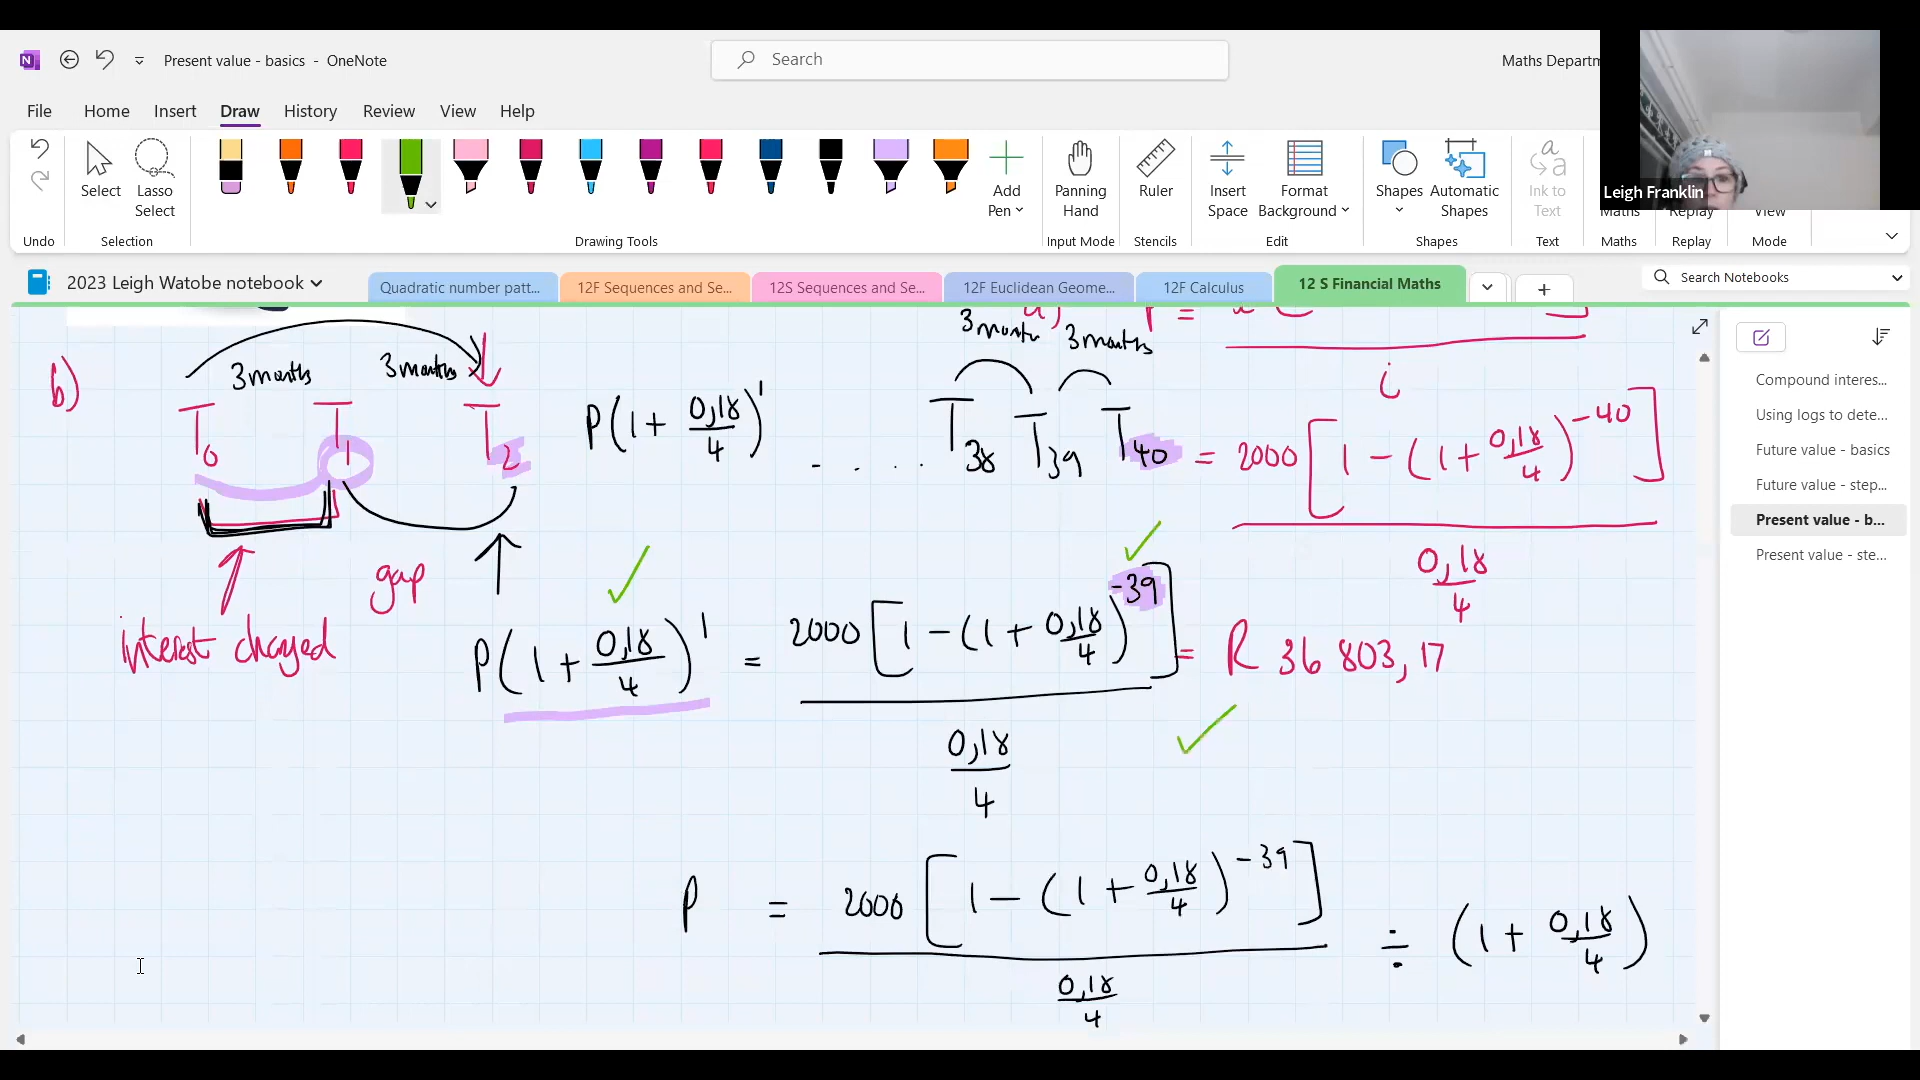 Present value - basics - OneNote
Search
Maths Departm
Leigh Franklin
File Home Insert Draw History Review View Help
Select
Lasso Select
Add Pen
Panning Hand
Ruler
Insert Space
Format Background
Shapes
Automatic Shapes
Ink to Text
Maths
Replay
View
Undo Selection Drawing Tools Input Mode Stencils Edit Shapes Text Maths Replay Mode
2023 Leigh Watobe notebook
Quadratic number patt...
12F Sequences and Se...
12S Sequences and Se...
12F Euclidean Geome...
12F Calculus
12 S Financial Maths
Search Notebooks
Compound interes...
Using logs to dete...
Future value - basics
Future value - step...
Present value - b...
Present value - ste...
b)
3 months 3 months
T0 T1 T2
P(1 + 0,18/4)^1
3 months 3 months
.... T38 T39 T40
i
= 2000[1 - (1 + 0,18/4)^-40]
0,18/4
gap
interest charged
P(1 + 0,18/4)^1 = 2000[1 - (1 + 0,18/4)^-39]
0,18/4
= R 36 803,17
P = 2000[1 - (1 + 0,18/4)^-39] ÷ (1 + 0,18/4)
0,18/4